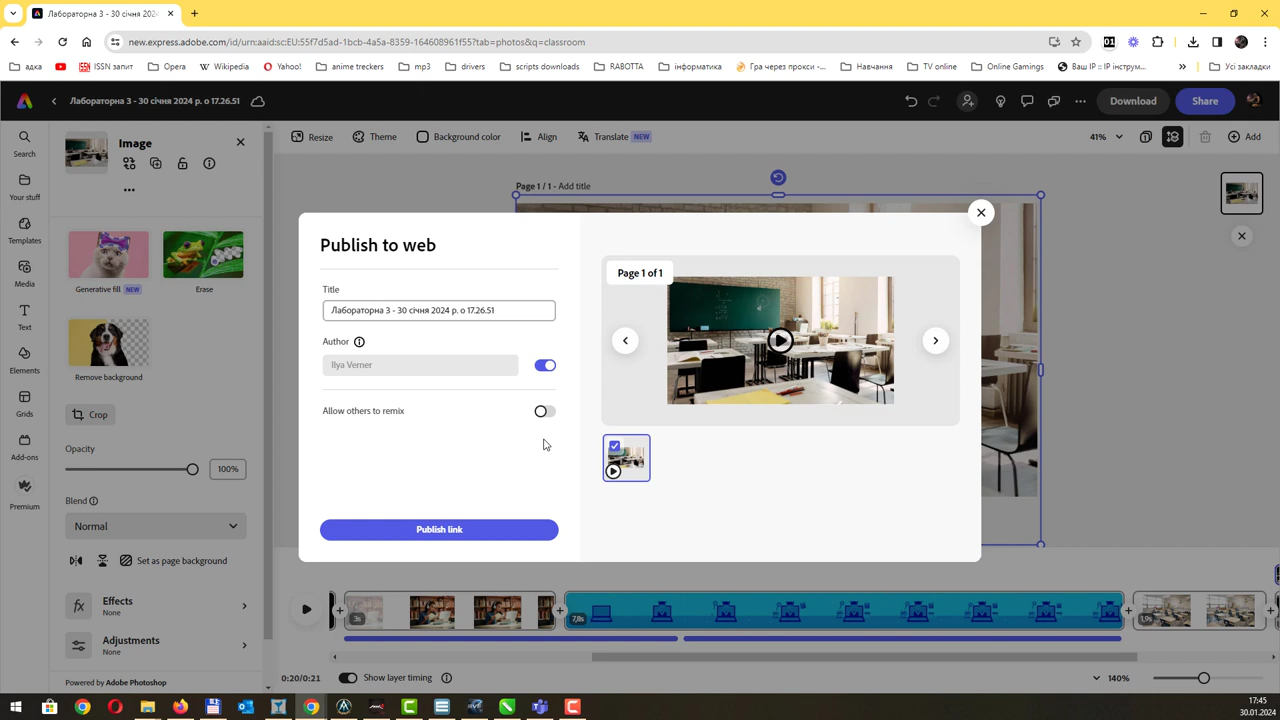 Лабораторна 3 - 30 січня 2024
new.express.adobe.com/id/urn:aaid:sc:EU:55f7d5ad-1bcb-4a5a-8359-164608961f55?tab=photos&q=classroom
адка
ISSN запит
Opera
Wikipedia
Yahoo!
anime treckers
mp3
drivers
scripts downloads
RABOTTA
інформатика
Гра через прокси -...
Навчання
TV online
Online Gamings
Ваш IP :: IP інструм...
»
Усі закладки
Лабораторна 3 - 30 січня 2024 р. о 17.26.51
Download
Share
Search
Your stuff
Templates
Media
Text
Elements
Grids
Add-ons
Premium
Image
Generative fill NEW
Erase
Remove background
Crop
Opacity
100%
Blend
Normal
Set as page background
Effects
None
Adjustments
None
Powered by Adobe Photoshop
Resize
Theme
Background color
Align
Translate NEW
41%
Add
Page 1 / 1 - Add title
Publish to web
Title
Лабораторна 3 - 30 січня 2024 р. о 17.26.51
Author
Ilya Verner
Allow others to remix
Publish link
Page 1 of 1
3s
7,8s
1,9s
0:20/0:21
Show layer timing
140%
17:45
30.01.2024